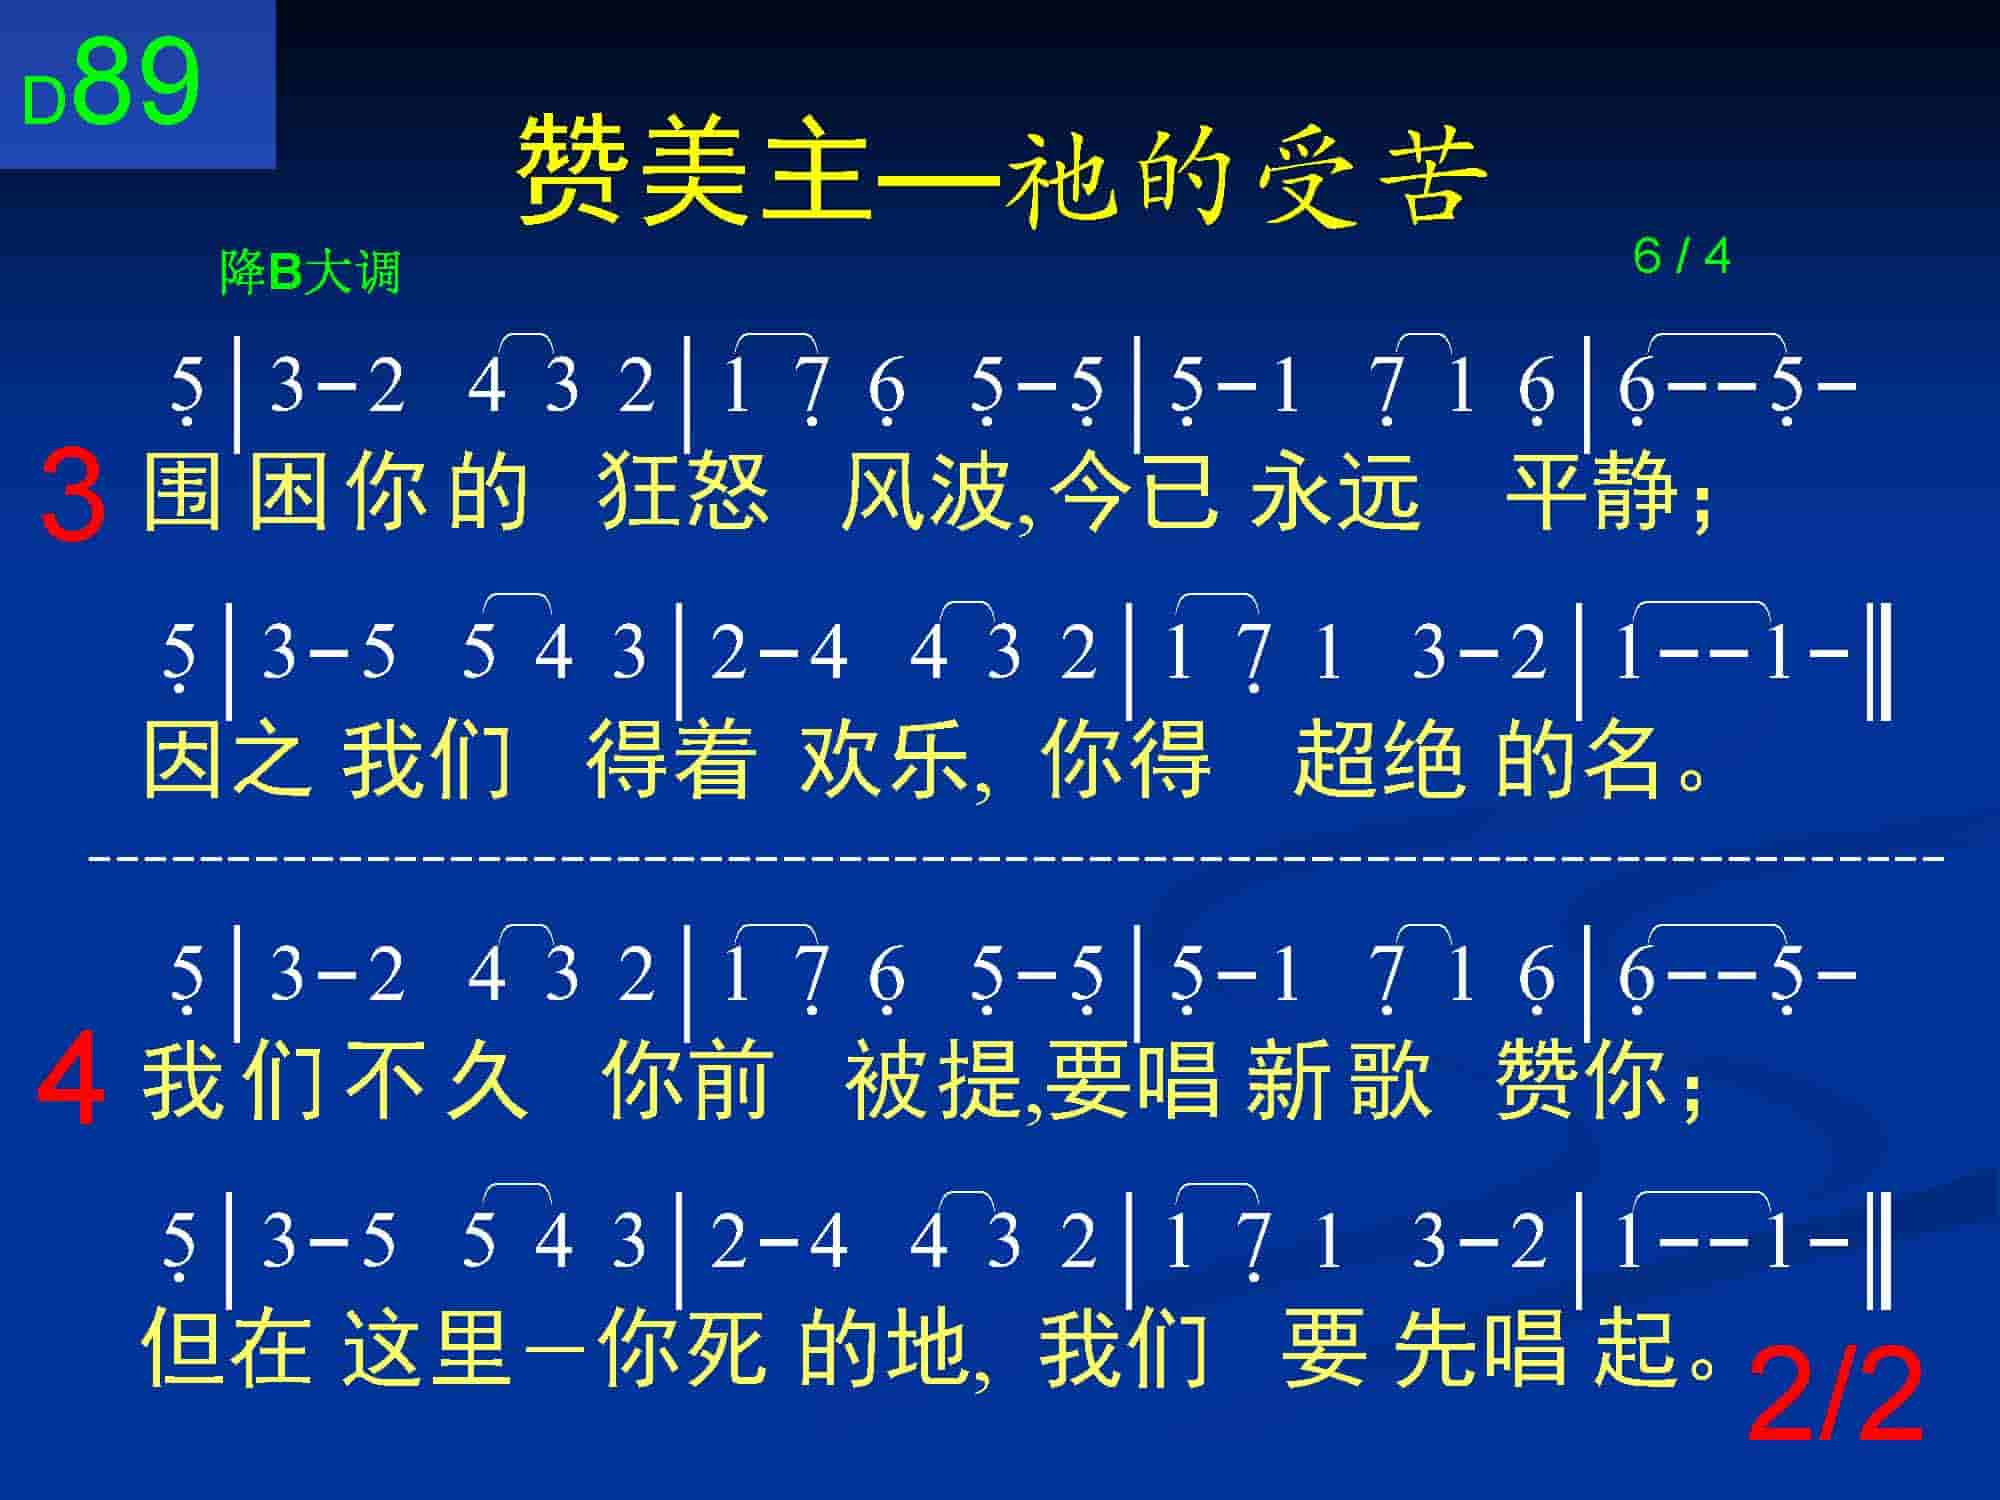 D89
赞美主—祂的受苦
降B大调 6 / 4
5̣ | 3 - 2 4 3 2 | 1 7̣ 6̣ 5̣ - 5̣ | 5̣ - 1 7̣ 1 6̣ | 6̣ - - 5̣ -
3 围困你的 狂怒 风波, 今已 永远 平静；
5̣ | 3 - 5 5 4 3 | 2 - 4 4 3 2 | 1 7̣ 1 3 - 2 | 1 - - 1 - ‖
因之 我们 得着 欢乐, 你得 超绝 的名。
5̣ | 3 - 2 4 3 2 | 1 7̣ 6̣ 5̣ - 5̣ | 5̣ - 1 7̣ 1 6̣ | 6̣ - - 5̣ -
4 我们不久 你前 被提,要唱 新歌 赞你；
5̣ | 3 - 5 5 4 3 | 2 - 4 4 3 2 | 1 7̣ 1 3 - 2 | 1 - - 1 - ‖
但在 这里–你死 的地, 我们 要 先唱 起。
2/2